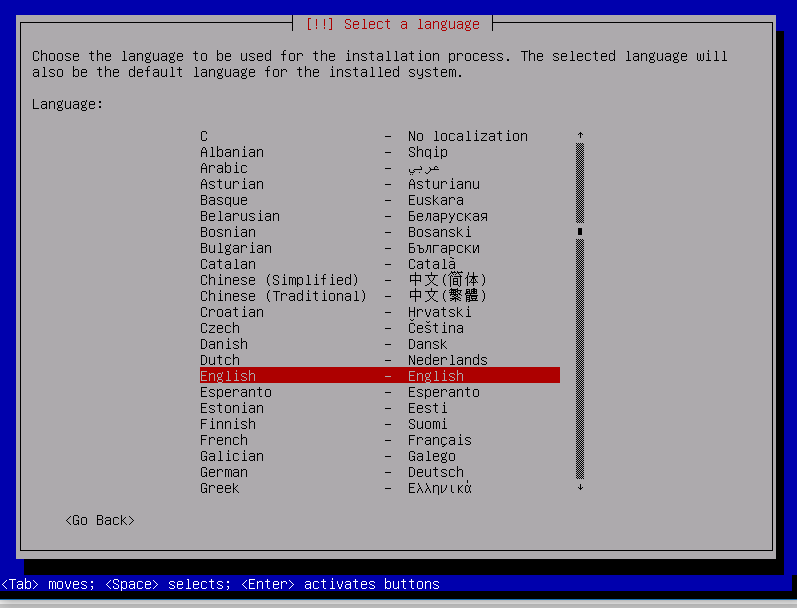 [!!] Select a language
Choose the language to be used for the installation process. The selected language will
also be the default language for the installed system.
Language:
C - No localization
Albanian - Shqip
Arabic - عربي
Asturian - Asturianu
Basque - Euskara
Belarusian - Беларуская
Bosnian - Bosanski
Bulgarian - Български
Catalan - Català
Chinese (Simplified) - 中文(简体)
Chinese (Traditional) - 中文(繁體)
Croatian - Hrvatski
Czech - Čeština
Danish - Dansk
Dutch - Nederlands
English - English
Esperanto - Esperanto
Estonian - Eesti
Finnish - Suomi
French - Français
Galician - Galego
German - Deutsch
Greek - Ελληνικά
<Go Back>
<Tab> moves; <Space> selects; <Enter> activates buttons